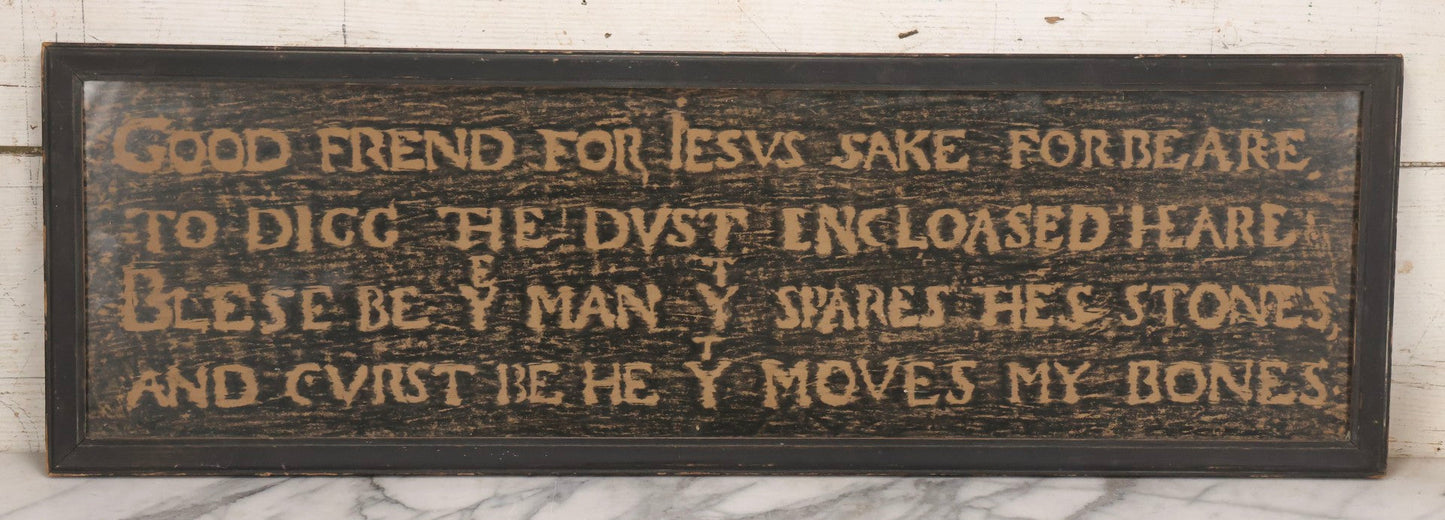 GOOD FREND FOR IESVS SAKE FORBEARE,
TO DIGG THE DVST ENCLOASED HEARE:
BLESE BE Yᴱ MAN Yᵀ SPARES THES STONES,
AND CVRST BE HE Yᵀ MOVES MY BONES.